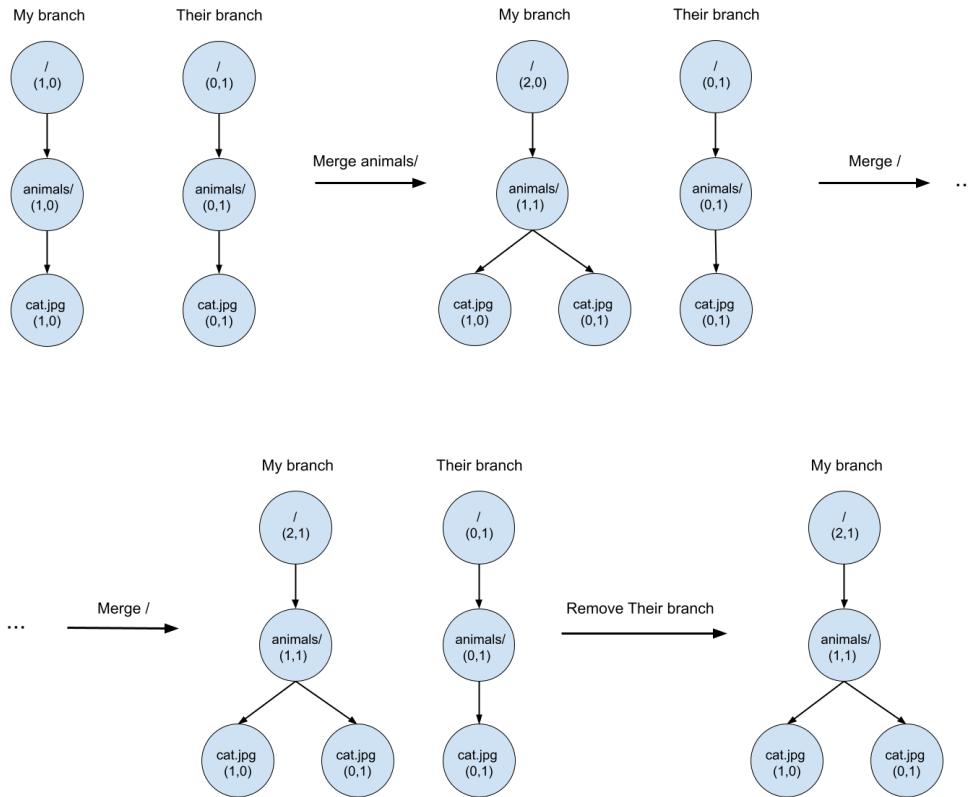 My branch
Their branch
My branch
Their branch
/
(1,0)
/
(0,1)
/
(2,0)
/
(0,1)
Merge animals/
Merge /
animals/
(1,0)
animals/
(0,1)
animals/
(1,1)
animals/
(0,1)
..
cat.jpg
(1,0)
cat.jpg
(0,1)
cat.jpg
(1,0)
cat.jpg
(0,1)
cat.jpg
(0,1)
My branch
Their branch
My branch
/
(2,1)
/
(0,1)
/
(2,1)
...
Merge /
Remove Their branch
animals/
(1,1)
animals/
(0,1)
animals/
(1,1)
cat.jpg
(1,0)
cat.jpg
(0,1)
cat.jpg
(0,1)
cat.jpg
(1,0)
cat.jpg
(0,1)